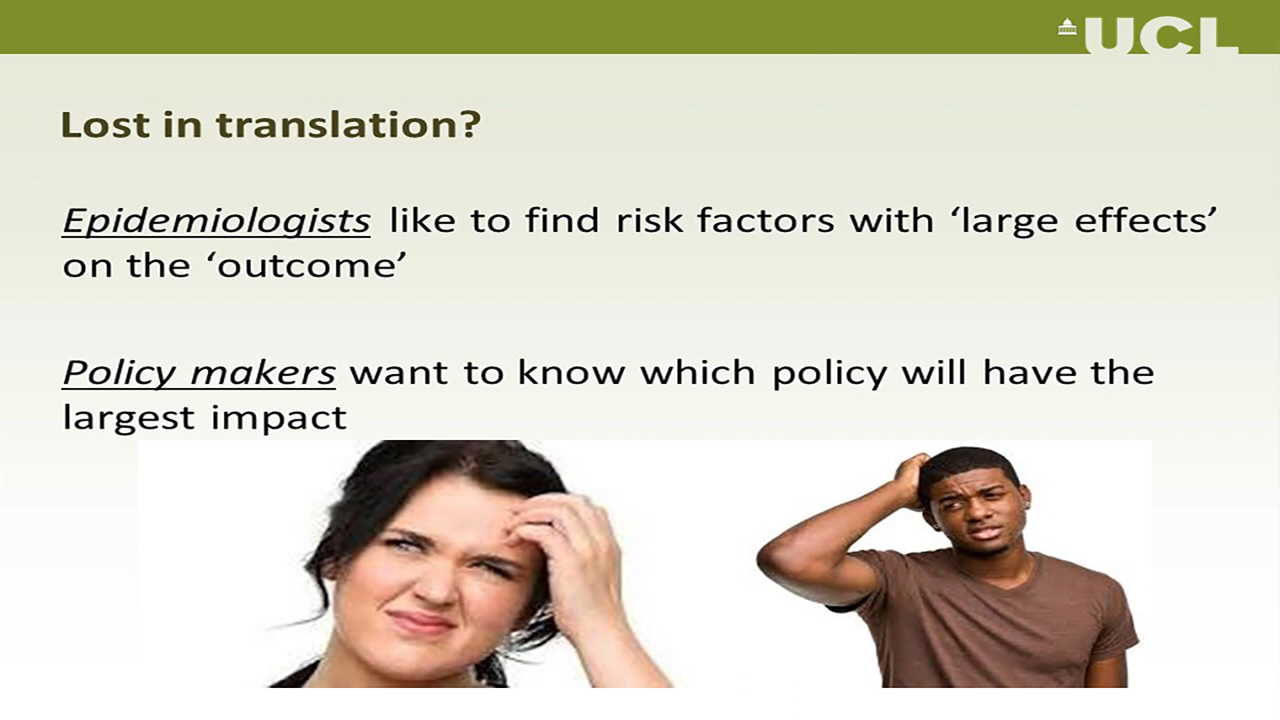 UCL
Lost in translation?
Epidemiologists like to find risk factors with ‘large effects’
on the ‘outcome’
Policy makers want to know which policy will have the
largest impact